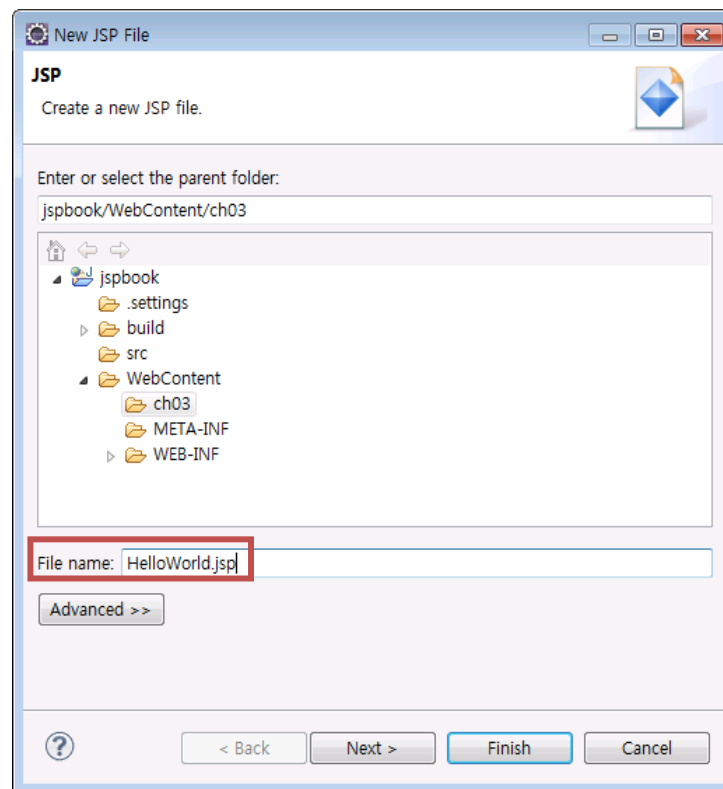 New JSP File
JSP
Create a new JSP file.
Enter or select the parent folder:
jspbook/WebContent/ch03
jspbook
.settings
build
src
WebContent
ch03
META-INF
WEB-INF
File name: HelloWorld.jsp
Advanced >>
? < Back Next > Finish Cancel